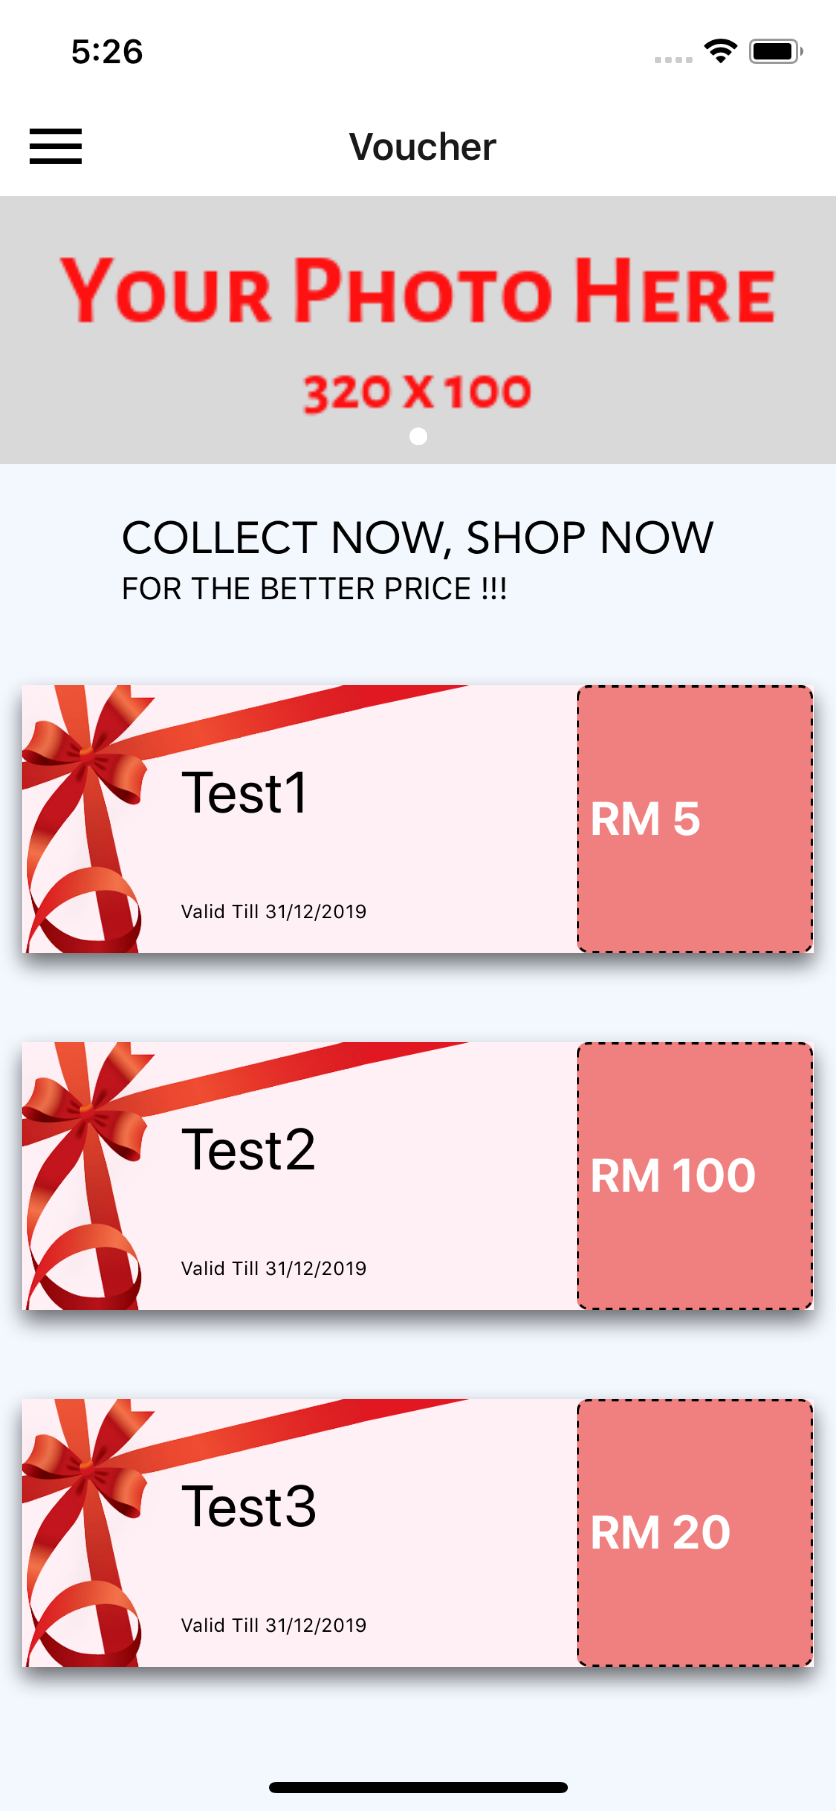 5:26
Voucher
YOUR PHOTO HERE
320 X 100
COLLECT NOW, SHOP NOW
FOR THE BETTER PRICE !!!
Test1
RM 5
Valid Till 31/12/2019
Test2
RM 100
Valid Till 31/12/2019
Test3
RM 20
Valid Till 31/12/2019